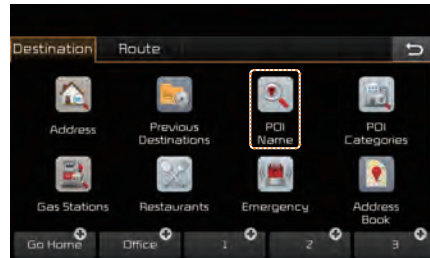 Destination Route
Address Previous Destinations POI Name POI Categories
Gas Stations Restaurants Emergency Address Book
Go Home Office 1 2 3